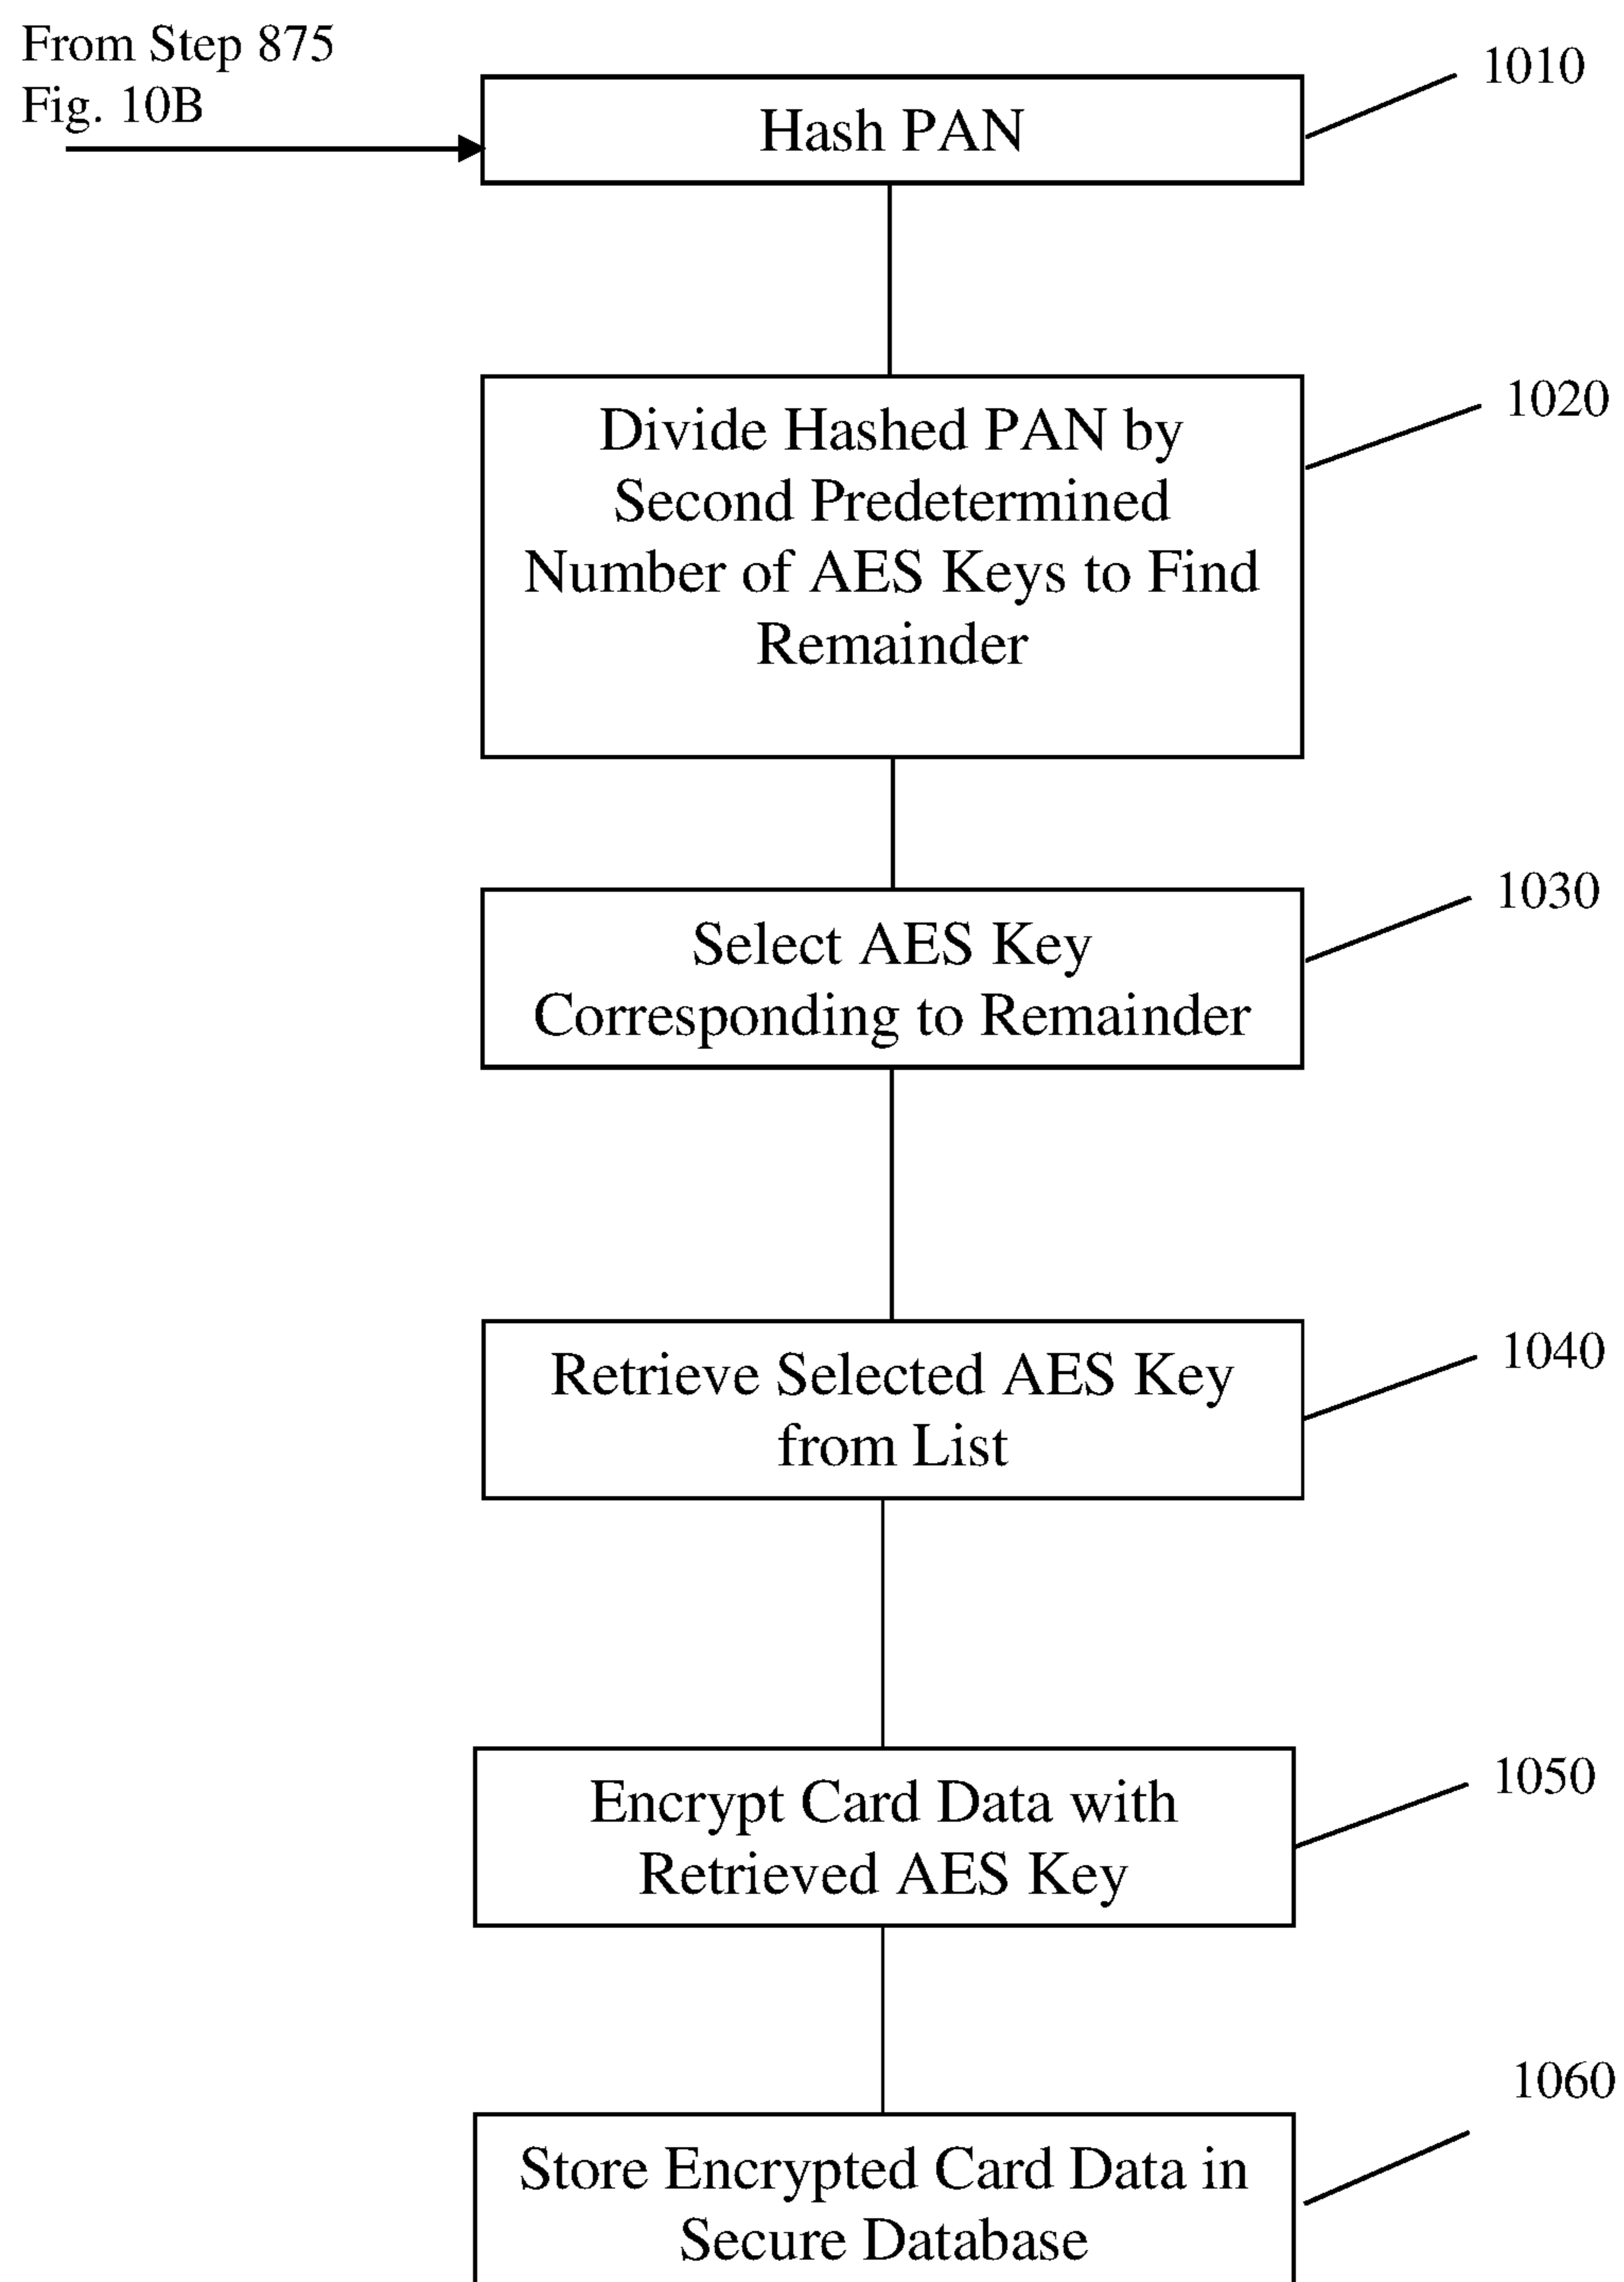 From Step 875
Fig. 10B
1010
Hash PAN
1020
Divide Hashed PAN by
Second Predetermined
Number of AES Keys to Find
Remainder
1030
Select AES Key
Corresponding to Remainder
1040
Retrieve Selected AES Key
from List
1050
Encrypt Card Data with
Retrieved AES Key
1060
Store Encrypted Card Data in
Secure Database